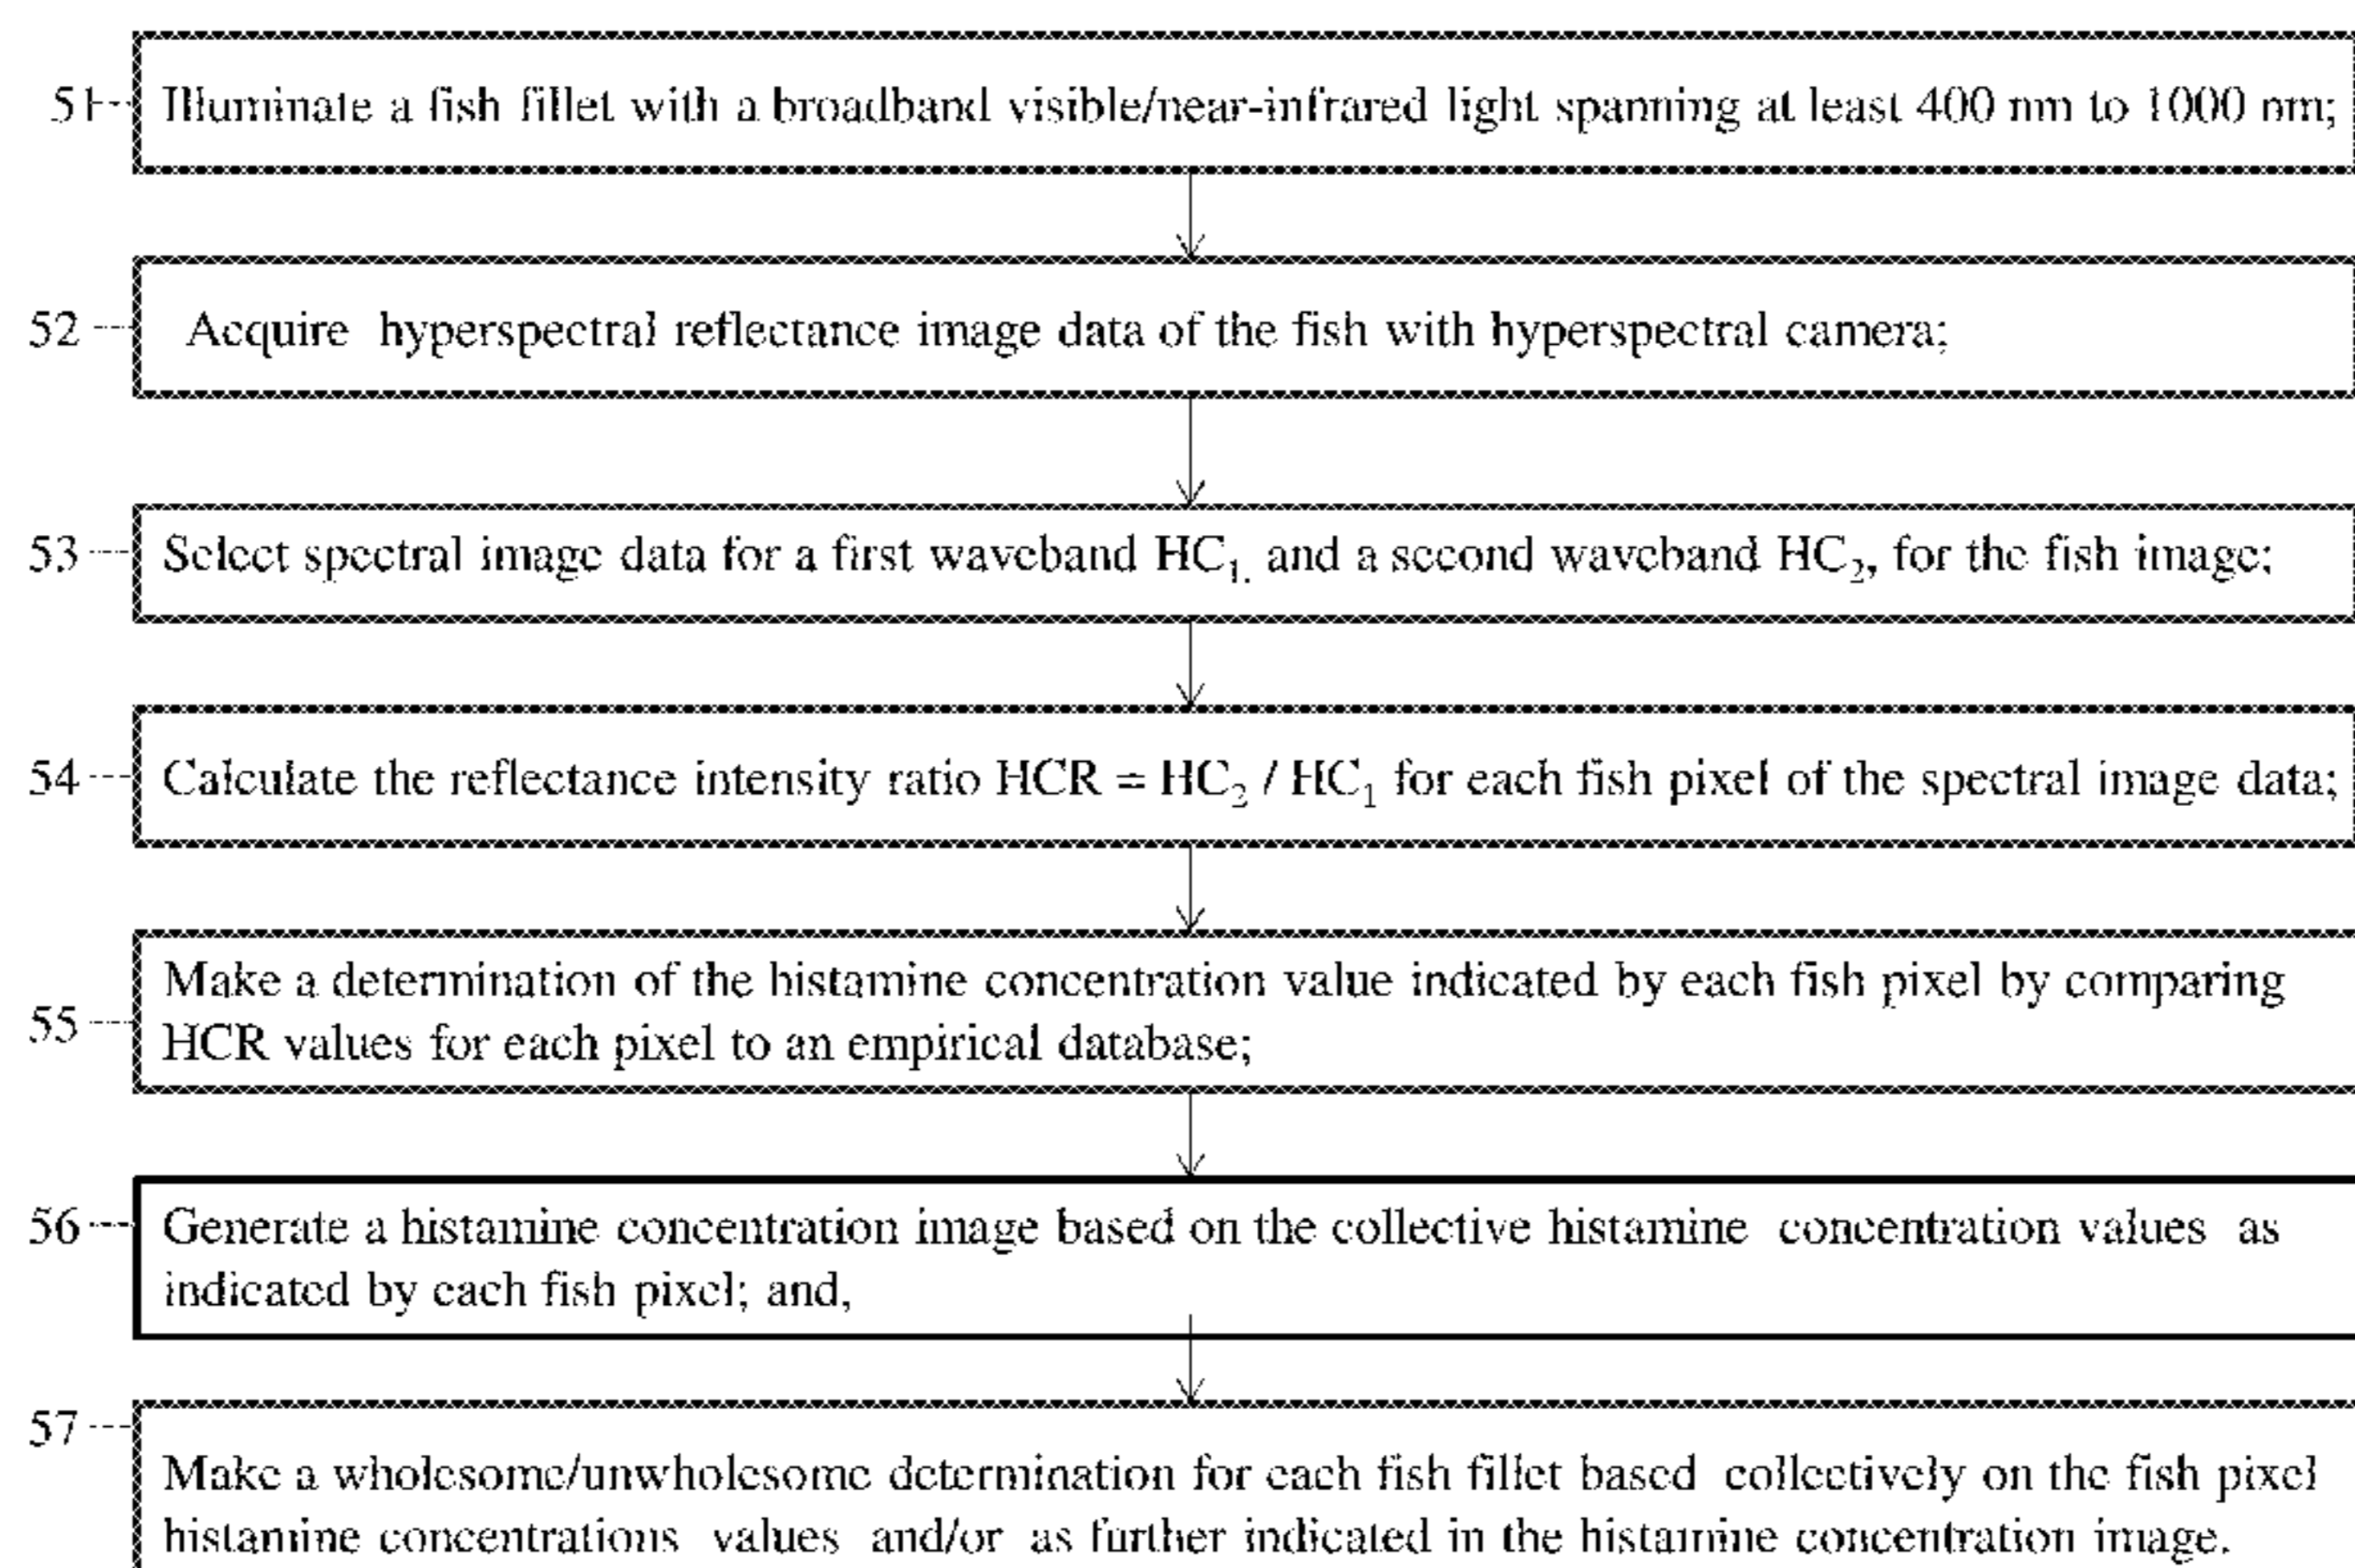 51 Illuminate a fish fillet with a broadband visible/near-infrared light spanning at least 400 nm to 1000 nm;
52 Acquire hyperspectral reflectance image data of the fish with hyperspectral camera;
53 Select spectral image data for a first waveband HC₁. and a second waveband HC₂, for the fish image;
54 Calculate the reflectance intensity ratio HCR = HC₂ / HC₁ for each fish pixel of the spectral image data;
Make a determination of the histamine concentration value indicated by each fish pixel by comparing
55 HCR values for each pixel to an empirical database;
56 Generate a histamine concentration image based on the collective histamine concentration values as
indicated by each fish pixel; and,
57
Make a wholesome/unwholesome determination for each fish fillet based collectively on the fish pixel
histamine concentrations values and/or as further indicated in the histamine concentration image.